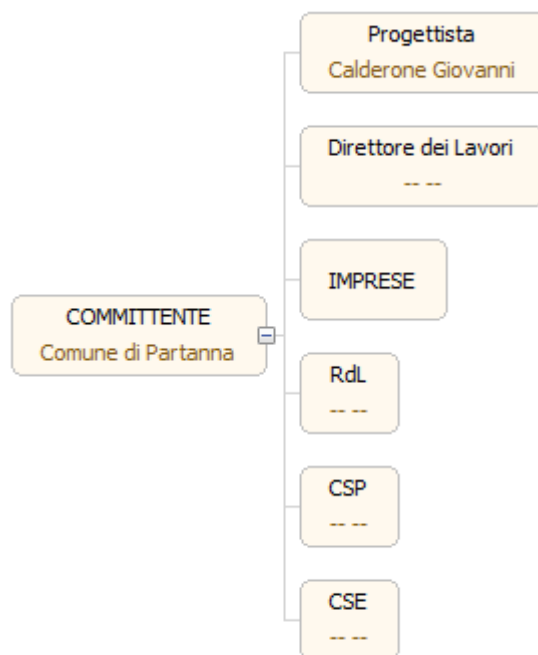 Progettista
Calderone Giovanni
Direttore dei Lavori
-- --
IMPRESE
COMMITTENTE
Comune di Partanna
RdL
-- --
CSP
-- --
CSE
-- --